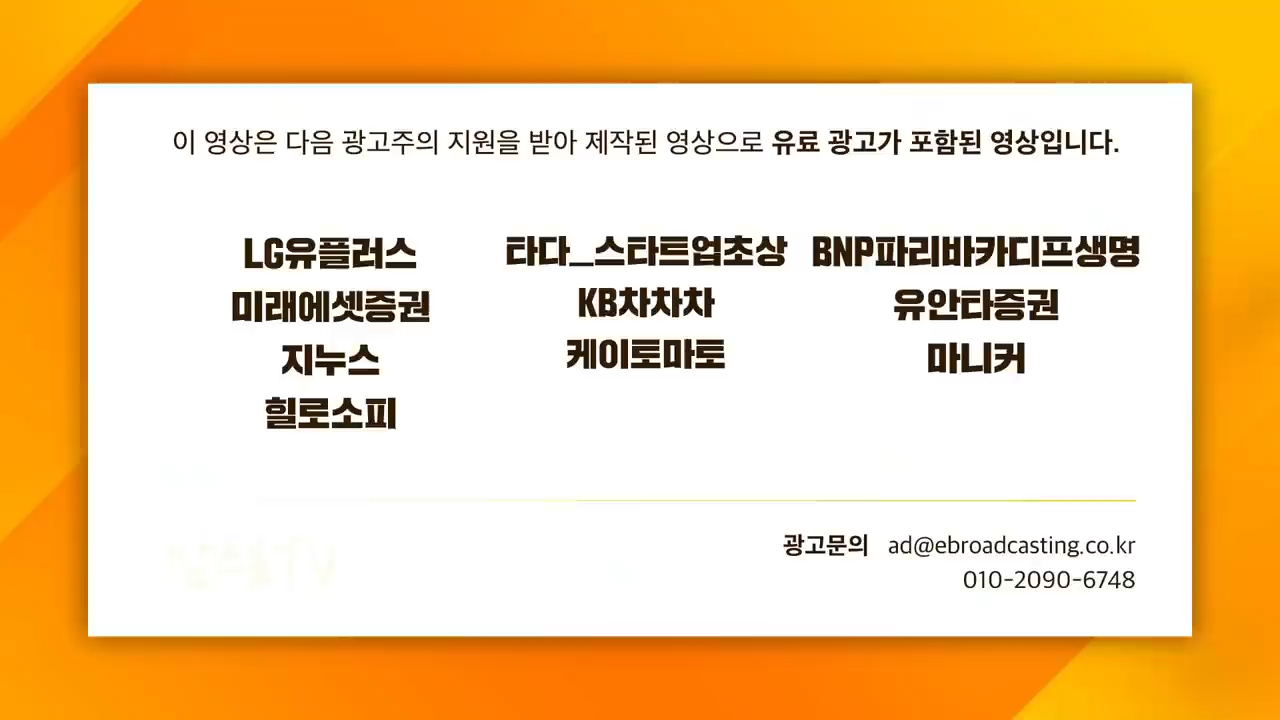 이 영상은 다음 광고주의 지원을 받아 제작된 영상으로 유료 광고가 포함된 영상입니다.
LG유플러스
미래에셋증권
지누스
힐로소피
타다_스타트업초상
KB차차차
케이토마토
BNP파리바카디프생명
유안타증권
마니커
광고문의 ad@ebroadcasting.co.kr
010-2090-6748